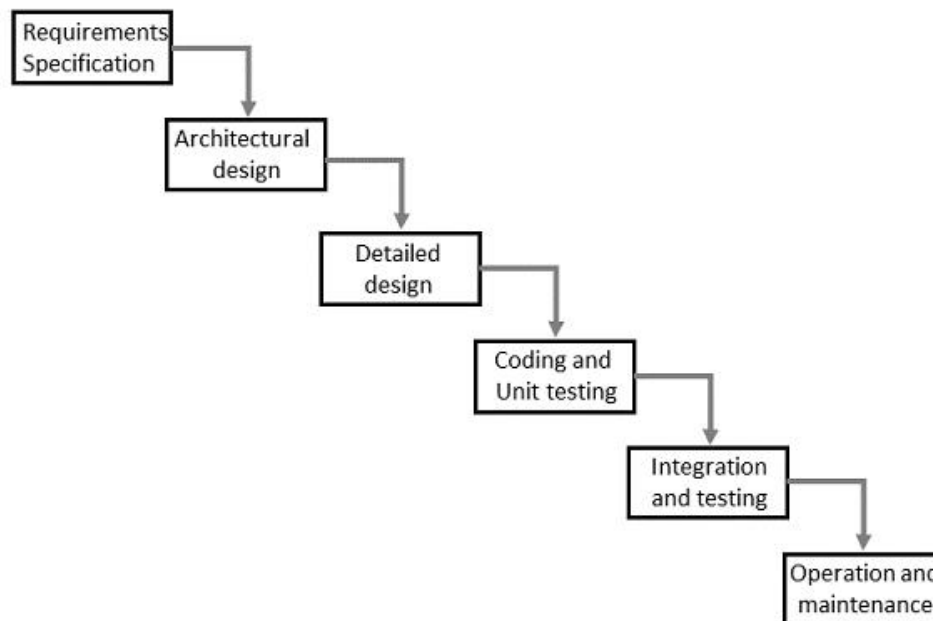 Requirements
Specification
Architectural
design
Detailed
design
Coding and
Unit testing
Integration
and testing
Operation and
maintenance